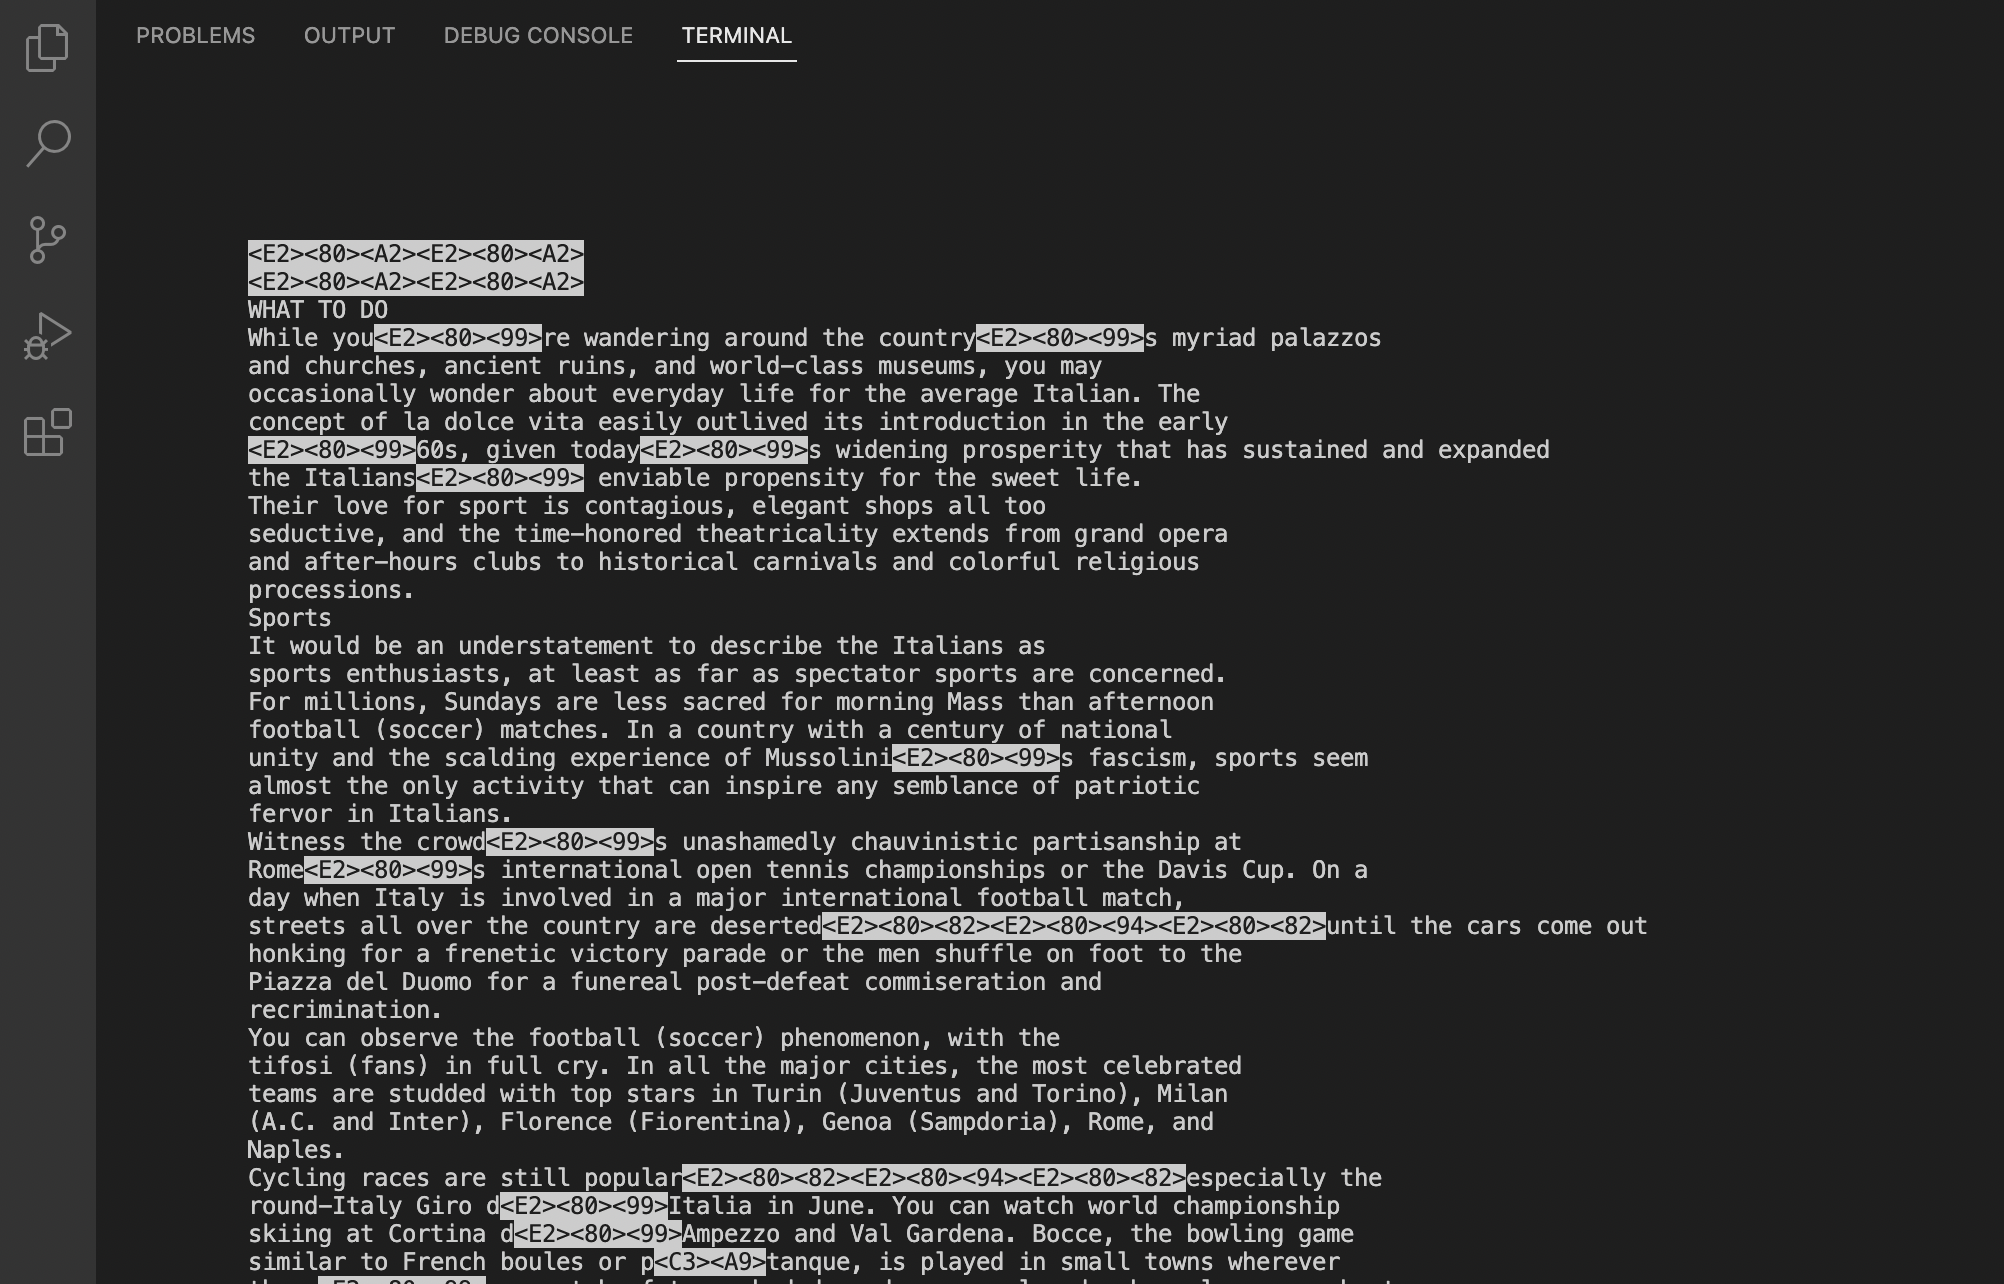 PROBLEMS OUTPUT DEBUG CONSOLE TERMINAL
<E2><80><A2><E2><80><A2>
<E2><80><A2><E2><80><A2>
WHAT TO DO
While you<E2><80><99>re wandering around the country<E2><80><99>s myriad palazzos
and churches, ancient ruins, and world-class museums, you may
occasionally wonder about everyday life for the average Italian. The
concept of la dolce vita easily outlived its introduction in the early
<E2><80><99>60s, given today<E2><80><99>s widening prosperity that has sustained and expanded
the Italians<E2><80><99> enviable propensity for the sweet life.
Their love for sport is contagious, elegant shops all too
seductive, and the time-honored theatricality extends from grand opera
and after-hours clubs to historical carnivals and colorful religious
processions.
Sports
It would be an understatement to describe the Italians as
sports enthusiasts, at least as far as spectator sports are concerned.
For millions, Sundays are less sacred for morning Mass than afternoon
football (soccer) matches. In a country with a century of national
unity and the scalding experience of Mussolini<E2><80><99>s fascism, sports seem
almost the only activity that can inspire any semblance of patriotic
fervor in Italians.
Witness the crowd<E2><80><99>s unashamedly chauvinistic partisanship at
Rome<E2><80><99>s international open tennis championships or the Davis Cup. On a
day when Italy is involved in a major international football match,
streets all over the country are deserted<E2><80><82><E2><80><94><E2><80><82>until the cars come out
honking for a frenetic victory parade or the men shuffle on foot to the
Piazza del Duomo for a funereal post-defeat commiseration and
recrimination.
You can observe the football (soccer) phenomenon, with the
tifosi (fans) in full cry. In all the major cities, the most celebrated
teams are studded with top stars in Turin (Juventus and Torino), Milan
(A.C. and Inter), Florence (Fiorentina), Genoa (Sampdoria), Rome, and
Naples.
Cycling races are still popular<E2><80><82><E2><80><94><E2><80><82>especially the
round-Italy Giro d<E2><80><99>Italia in June. You can watch world championship
skiing at Cortina d<E2><80><99>Ampezzo and Val Gardena. Bocce, the bowling game
similar to French boules or p<C3><A9>tanque, is played in small towns wherever